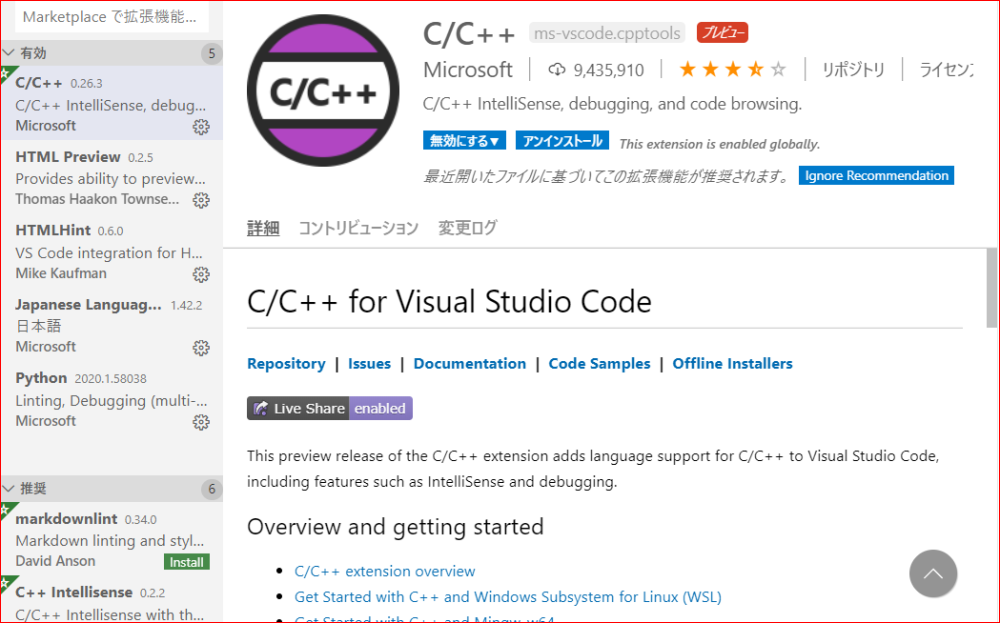 Marketplace で拡張機能...
有効 5
C/C++ 0.26.3
C/C++ IntelliSense, debug...
Microsoft
HTML Preview 0.2.5
Provides ability to preview...
Thomas Haakon Townse...
HTMLHint 0.6.0
VS Code integration for H...
Mike Kaufman
Japanese Languag... 1.42.2
日本語
Microsoft
Python 2020.1.58038
Linting, Debugging (multi-...
Microsoft
推奨 6
markdownlint 0.34.0
Markdown linting and styl...
David Anson Install
C++ Intellisense 0.2.2
C/C++ Intellisense with th...
C/C++
C/C++ ms-vscode.cpptools プレビュー
Microsoft 9,435,910 リポジトリ ライセン
C/C++ IntelliSense, debugging, and code browsing.
無効にする▼ アンインストール This extension is enabled globally.
最近開いたファイルに基づいてこの拡張機能が推奨されます。 Ignore Recommendation
詳細 コントリビューション 変更ログ
C/C++ for Visual Studio Code
Repository | Issues | Documentation | Code Samples | Offline Installers
Live Share enabled
This preview release of the C/C++ extension adds language support for C/C++ to Visual Studio Code,
including features such as IntelliSense and debugging.
Overview and getting started
C/C++ extension overview
Get Started with C++ and Windows Subsystem for Linux (WSL)
Get Started with C++ and Mingw-w64